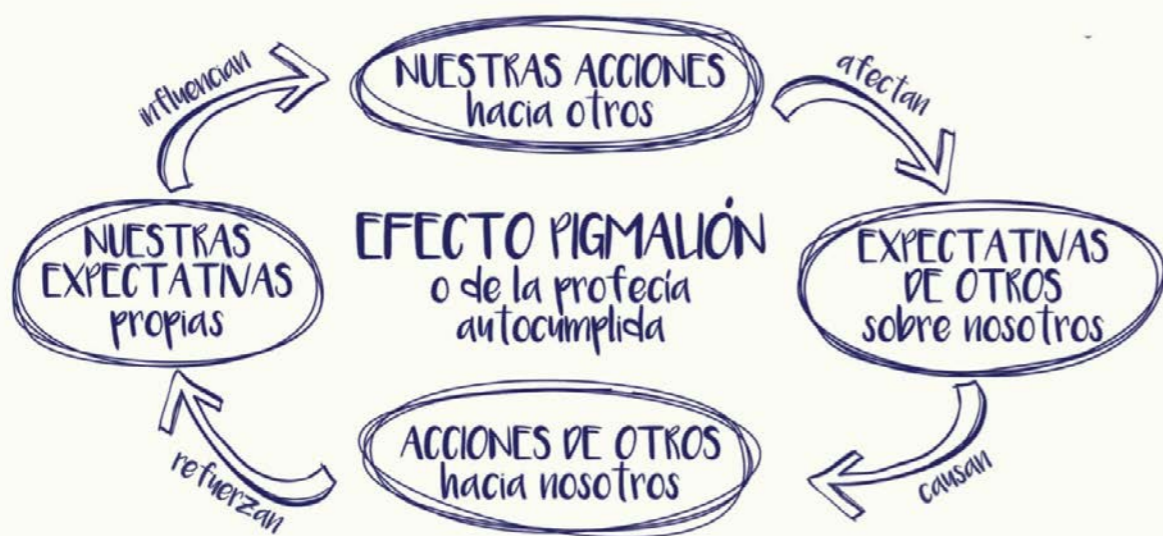 influencian
NUESTRAS ACCIONES
hacia otros
afectan
NUESTRAS
EXPECTATIVAS
propias
EFECTO PIGMALIÓN
o de la profecía
autocumplida
EXPECTATIVAS
DE OTROS
sobre nosotros
refuerzan
ACCIONES DE OTROS
hacia nosotros
causan